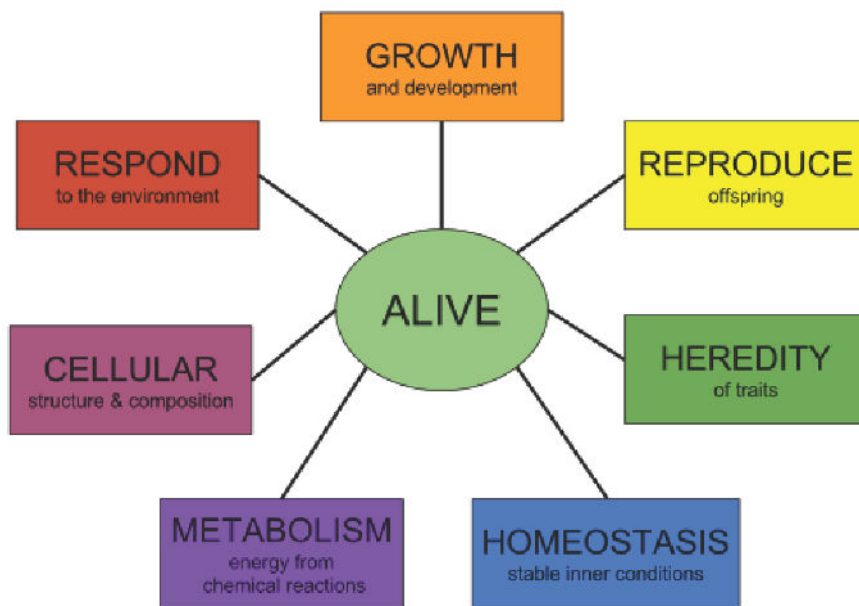 GROWTH
and development
RESPOND
to the environment
REPRODUCE
offspring
ALIVE
CELLULAR
structure & composition
HEREDITY
of traits
METABOLISM
energy from
chemical reactions
HOMEOSTASIS
stable inner conditions